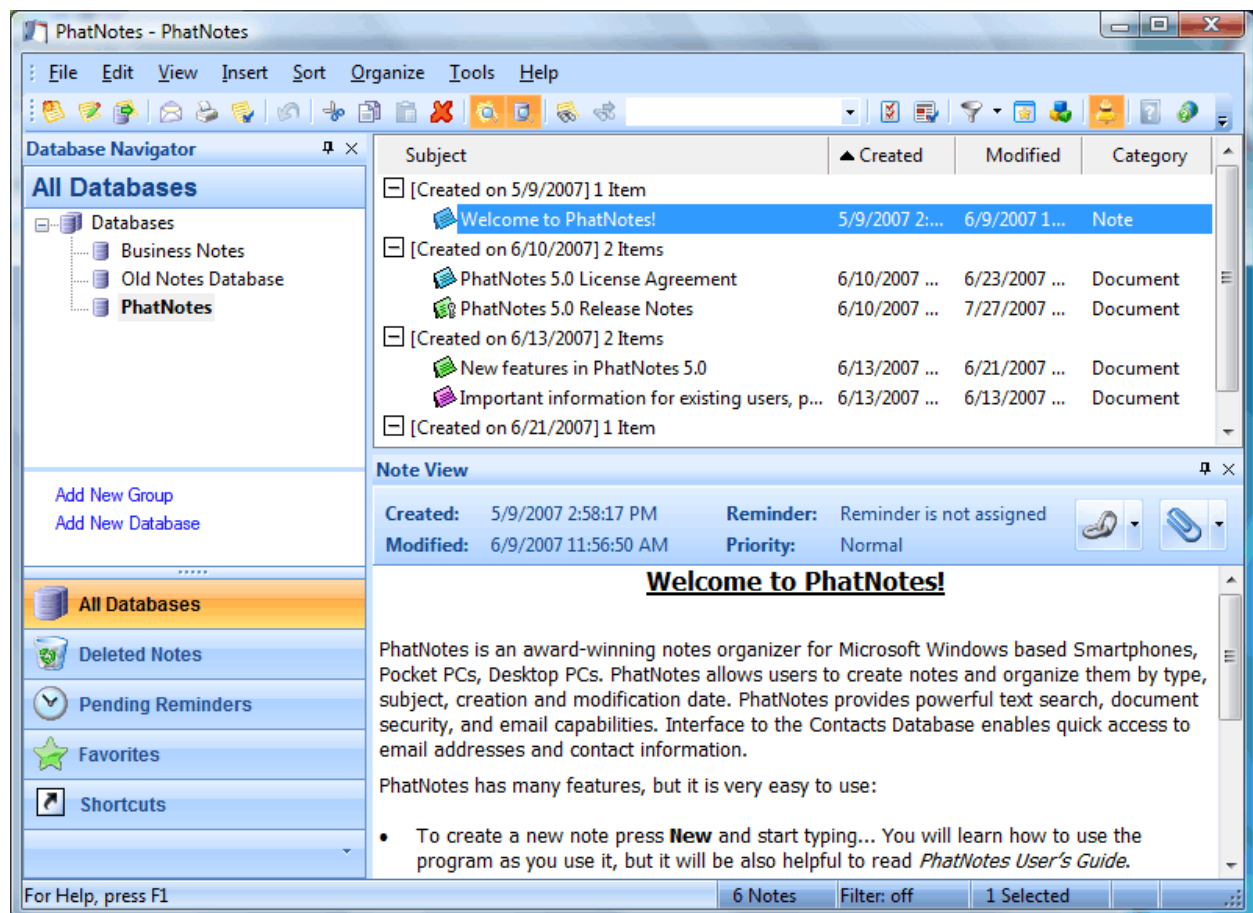 PhatNotes - PhatNotes
File Edit View Insert Sort Organize Tools Help
Database Navigator
All Databases
Databases
Business Notes
Old Notes Database
PhatNotes
Add New Group
Add New Database
All Databases
Deleted Notes
Pending Reminders
Favorites
Shortcuts
Subject Created Modified Category
[Created on 5/9/2007] 1 Item
Welcome to PhatNotes! 5/9/2007 2:... 6/9/2007 1... Note
[Created on 6/10/2007] 2 Items
PhatNotes 5.0 License Agreement 6/10/2007 ... 6/23/2007 ... Document
PhatNotes 5.0 Release Notes 6/10/2007 ... 7/27/2007 ... Document
[Created on 6/13/2007] 2 Items
New features in PhatNotes 5.0 6/13/2007 ... 6/21/2007 ... Document
Important information for existing users, p... 6/13/2007 ... 6/13/2007 ... Document
[Created on 6/21/2007] 1 Item
Note View
Created: 5/9/2007 2:58:17 PM Reminder: Reminder is not assigned
Modified: 6/9/2007 11:56:50 AM Priority: Normal
Welcome to PhatNotes!
PhatNotes is an award-winning notes organizer for Microsoft Windows based Smartphones,
Pocket PCs, Desktop PCs. PhatNotes allows users to create notes and organize them by type,
subject, creation and modification date. PhatNotes provides powerful text search, document
security, and email capabilities. Interface to the Contacts Database enables quick access to
email addresses and contact information.
PhatNotes has many features, but it is very easy to use:
• To create a new note press New and start typing... You will learn how to use the
program as you use it, but it will be also helpful to read PhatNotes User's Guide.
For Help, press F1 6 Notes Filter: off 1 Selected